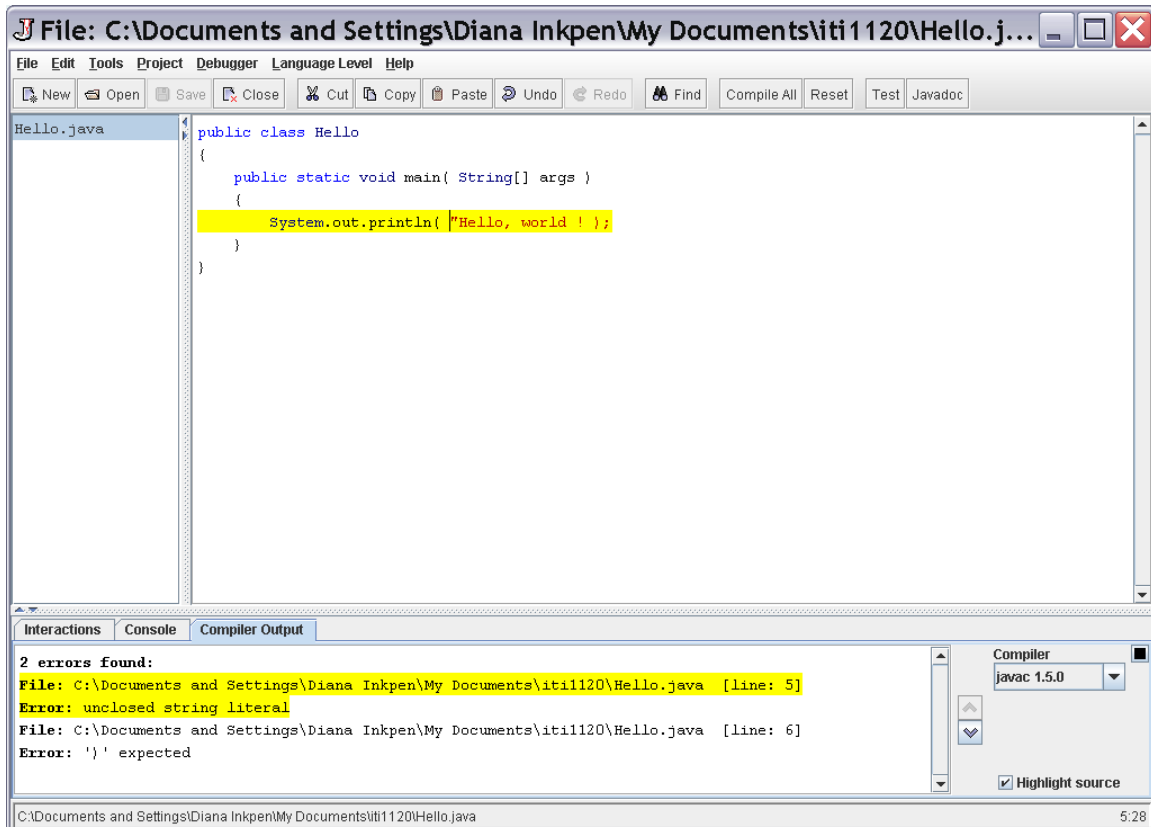 File: C:\Documents and Settings\Diana Inkpen\My Documents\iti1120\Hello.j...
File Edit Tools Project Debugger Language Level Help
New Open Save Close Cut Copy Paste Undo Redo Find Compile All Reset Test Javadoc
Hello.java
public class Hello
{
    public static void main( String[] args )
    {
        System.out.println( "Hello, world ! );
    }
}
Interactions Console Compiler Output
2 errors found:
File: C:\Documents and Settings\Diana Inkpen\My Documents\iti1120\Hello.java [line: 5]
Error: unclosed string literal
File: C:\Documents and Settings\Diana Inkpen\My Documents\iti1120\Hello.java [line: 6]
Error: ')' expected
Compiler
javac 1.5.0
Highlight source
C:\Documents and Settings\Diana Inkpen\My Documents\iti1120\Hello.java 5:28